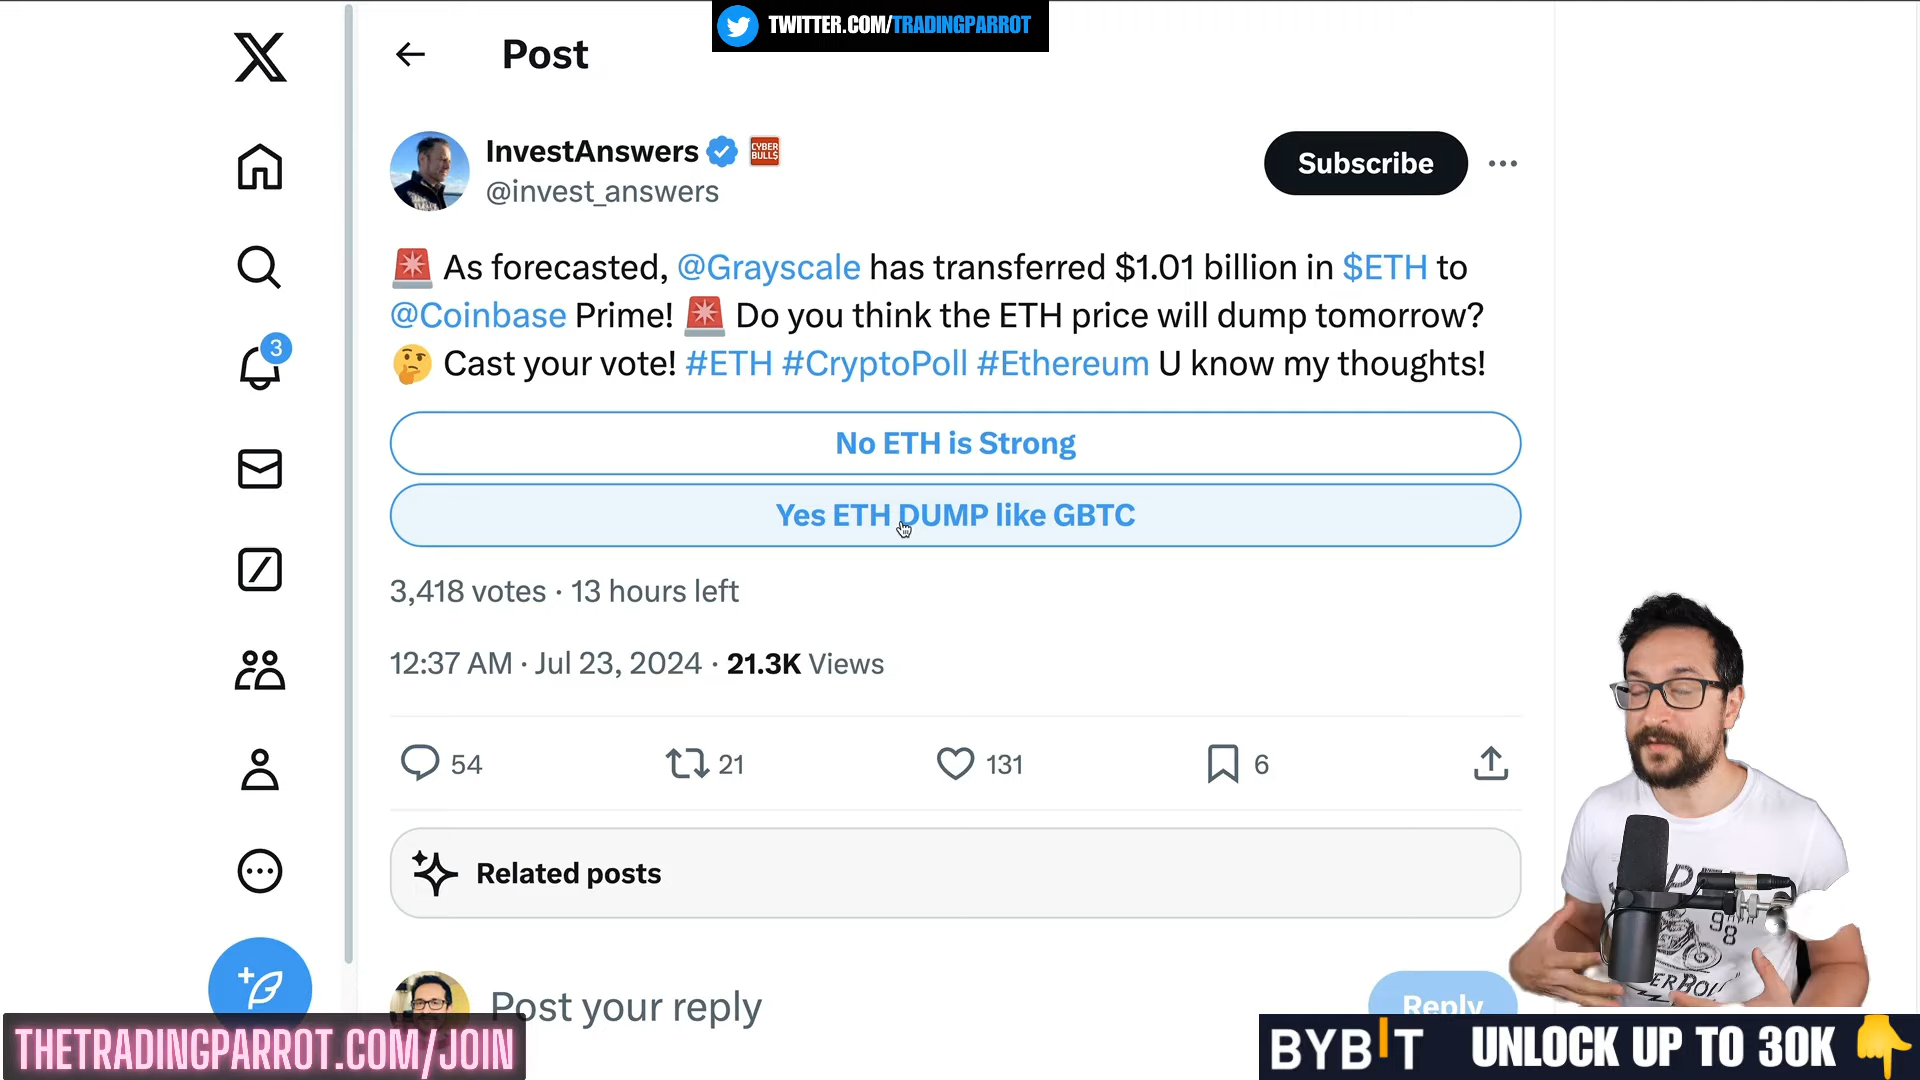 TWITTER.COM/TRADINGPARROT
Post
InvestAnswers
CYBER
BULL$
@invest_answers
Subscribe
🚨 As forecasted, @Grayscale has transferred $1.01 billion in $ETH to
@Coinbase Prime! 🚨 Do you think the ETH price will dump tomorrow?
🤔 Cast your vote! #ETH #CryptoPoll #Ethereum U know my thoughts!
No ETH is Strong
Yes ETH DUMP like GBTC
3,418 votes · 13 hours left
12:37 AM · Jul 23, 2024 · 21.3K Views
3
54
21
131
6
Related posts
Post your reply
Reply
98
THETRADINGPARROT.COM/JOIN
BYBIT UNLOCK UP TO 30K 👇